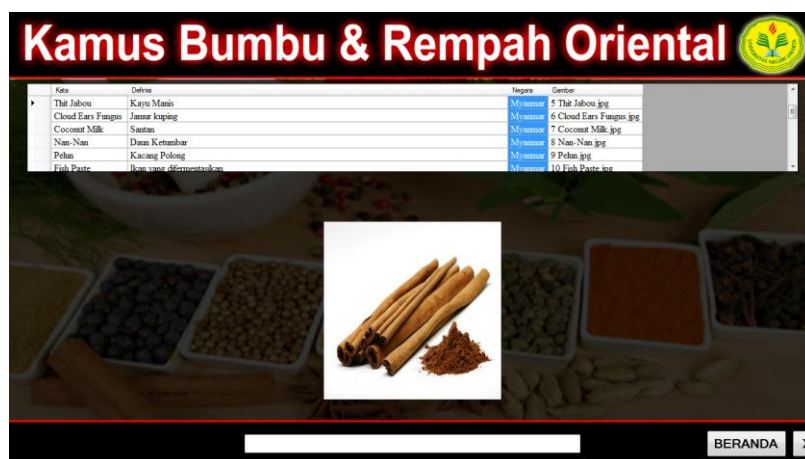 Kamus Bumbu & Rempah Oriental
Kata Definisi Negara Gambar
Thit Jabou Kayu Manis Myanmar 5 Thit Jabou.jpg
Cloud Ears Fungus Jamur kuping Myanmar 6 Cloud Ears Fungus.jpg
Coconut Milk Santan Myanmar 7 Coconut Milk.jpg
Nan-Nan Daun Ketumbar Myanmar 8 Nan-Nan.jpg
Pelun Kacang Polong Myanmar 9 Pelun.jpg
Fish Paste Ikan yang difermentasikan Myanmar 10 Fish Paste.jpg
BERANDA